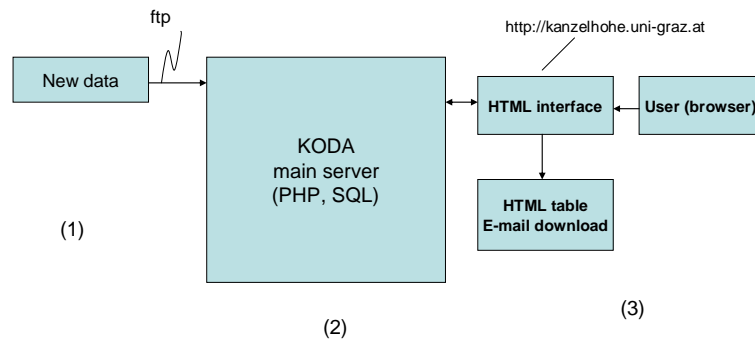 ftp
http://kanzelhohe.uni-graz.at
New data
HTML interface
User (browser)
KODA
main server
(PHP, SQL)
HTML table
E-mail download
(1)
(2)
(3)